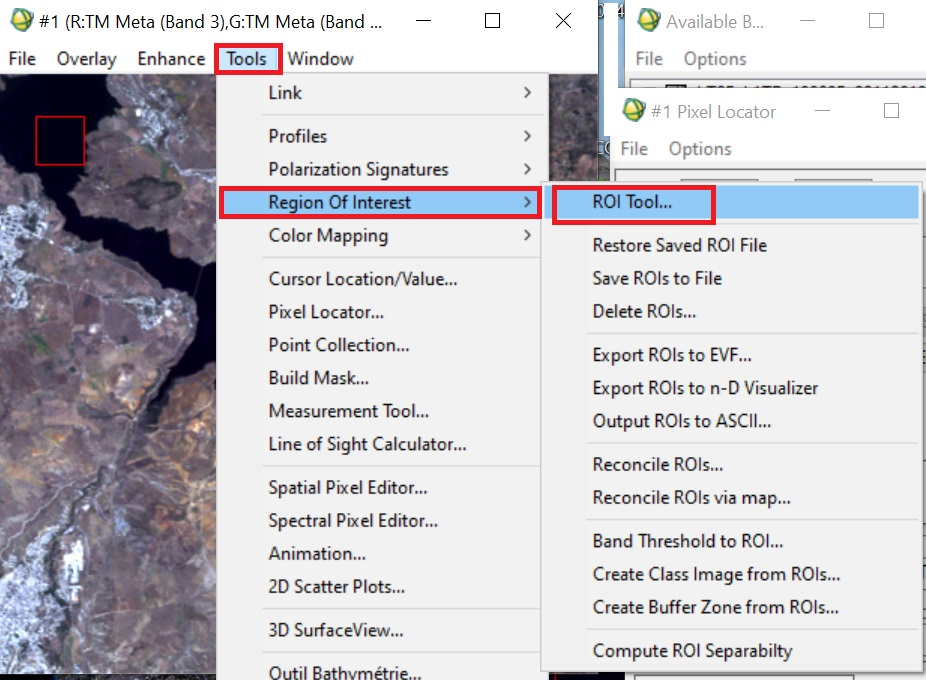 #1 (R:TM Meta (Band 3),G:TM Meta (Band ...
File Overlay Enhance Tools Window
Link
Profiles
Polarization Signatures
Region Of Interest
Color Mapping
Cursor Location/Value...
Pixel Locator...
Point Collection...
Build Mask...
Measurement Tool...
Line of Sight Calculator...
Spatial Pixel Editor...
Spectral Pixel Editor...
Animation...
2D Scatter Plots...
3D SurfaceView...
Outil Bathymétrie...
Available B...
File Options
#1 Pixel Locator
File Options
ROI Tool...
Restore Saved ROI File
Save ROIs to File
Delete ROIs...
Export ROIs to EVF...
Export ROIs to n-D Visualizer
Output ROIs to ASCII...
Reconcile ROIs...
Reconcile ROIs via map...
Band Threshold to ROI...
Create Class Image from ROIs...
Create Buffer Zone from ROIs...
Compute ROI Separabilty